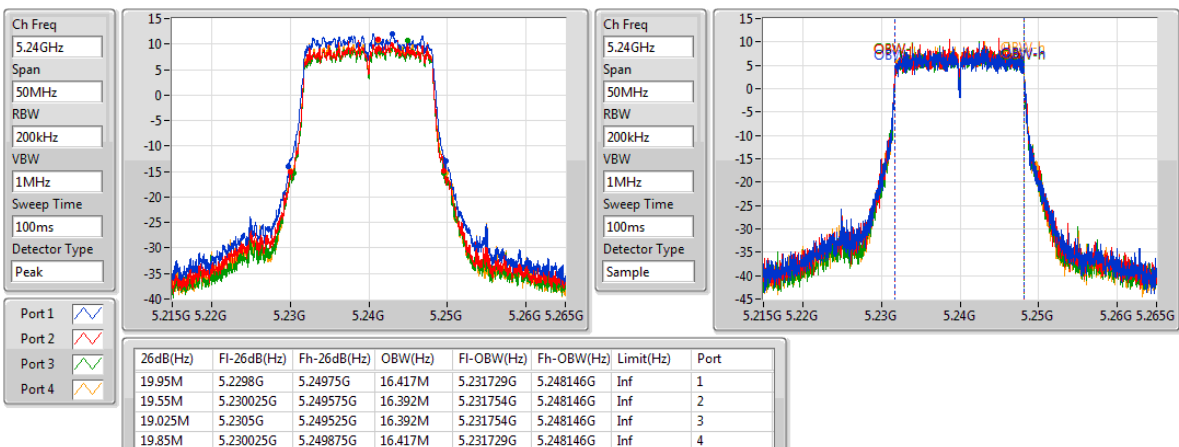 Ch Freq
5.24GHz
Span
50MHz
RBW
200kHz
VBW
1MHz
Sweep Time
100ms
Detector Type
Peak
15
10
5
0
-5
-10
-15
-20
-25
-30
-35
-40
5.215G 5.22G 5.23G 5.24G 5.25G 5.26G 5.265G
Ch Freq
5.24GHz
Span
50MHz
RBW
200kHz
VBW
1MHz
Sweep Time
100ms
Detector Type
Sample
15
10
5
0
-5
-10
-15
-20
-25
-30
-35
-40
-45
5.215G 5.22G 5.23G 5.24G 5.25G 5.26G 5.265G
Port 1
Port 2
Port 3
Port 4
26dB(Hz) Fl-26dB(Hz) Fh-26dB(Hz) OBW(Hz) Fl-OBW(Hz) Fh-OBW(Hz) Limit(Hz) Port
19.95M 5.2298G 5.24975G 16.417M 5.231729G 5.248146G Inf 1
19.55M 5.230025G 5.249575G 16.392M 5.231754G 5.248146G Inf 2
19.025M 5.2305G 5.249525G 16.392M 5.231754G 5.248146G Inf 3
19.85M 5.230025G 5.249875G 16.417M 5.231729G 5.248146G Inf 4